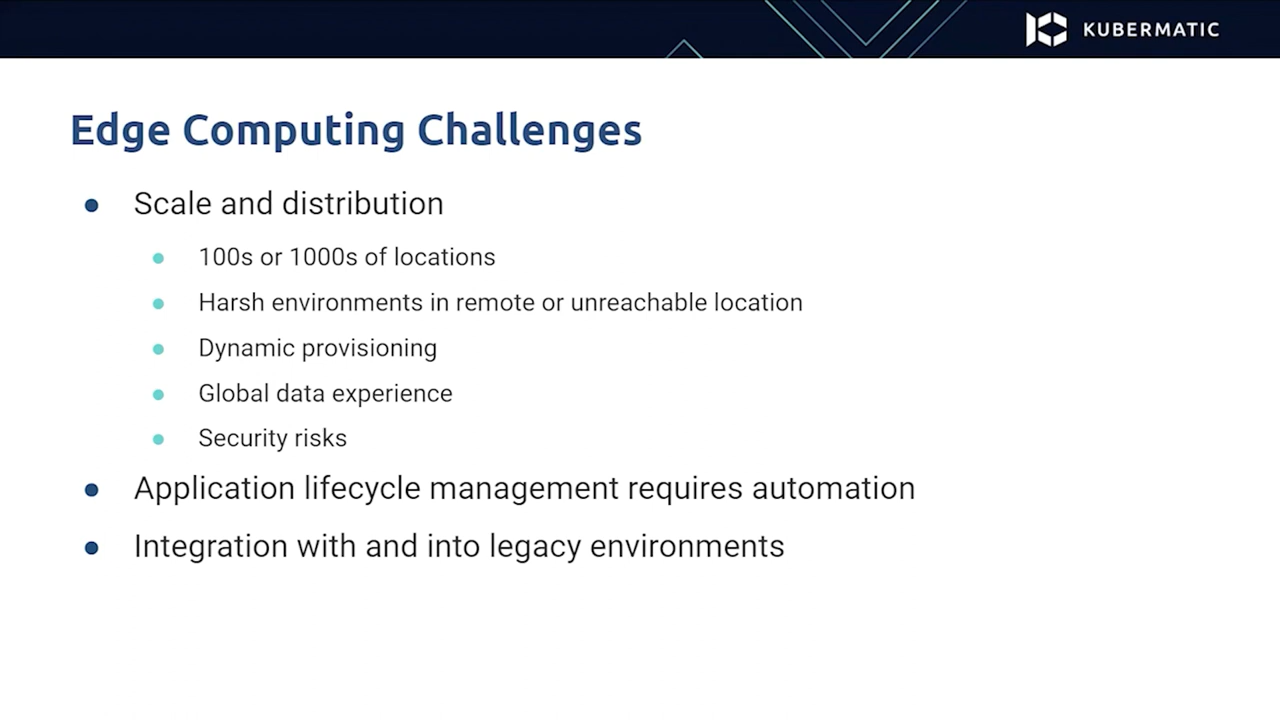 KUBERMATIC
Edge Computing Challenges
Scale and distribution
100s or 1000s of locations
Harsh environments in remote or unreachable location
Dynamic provisioning
Global data experience
Security risks
Application lifecycle management requires automation
Integration with and into legacy environments